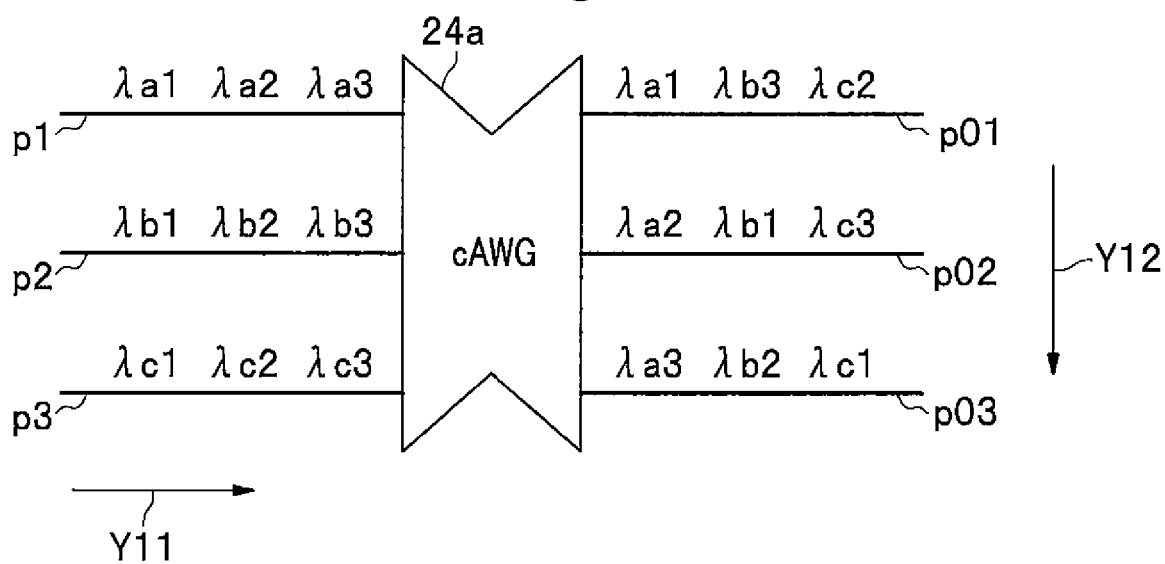 24a
λa1 λa2 λa3
λa1 λb3 λc2
p1
p01
λb1 λb2 λb3
cAWG
λa2 λb1 λc3
p2
p02
Y12
λc1 λc2 λc3
λa3 λb2 λc1
p3
p03
Y11